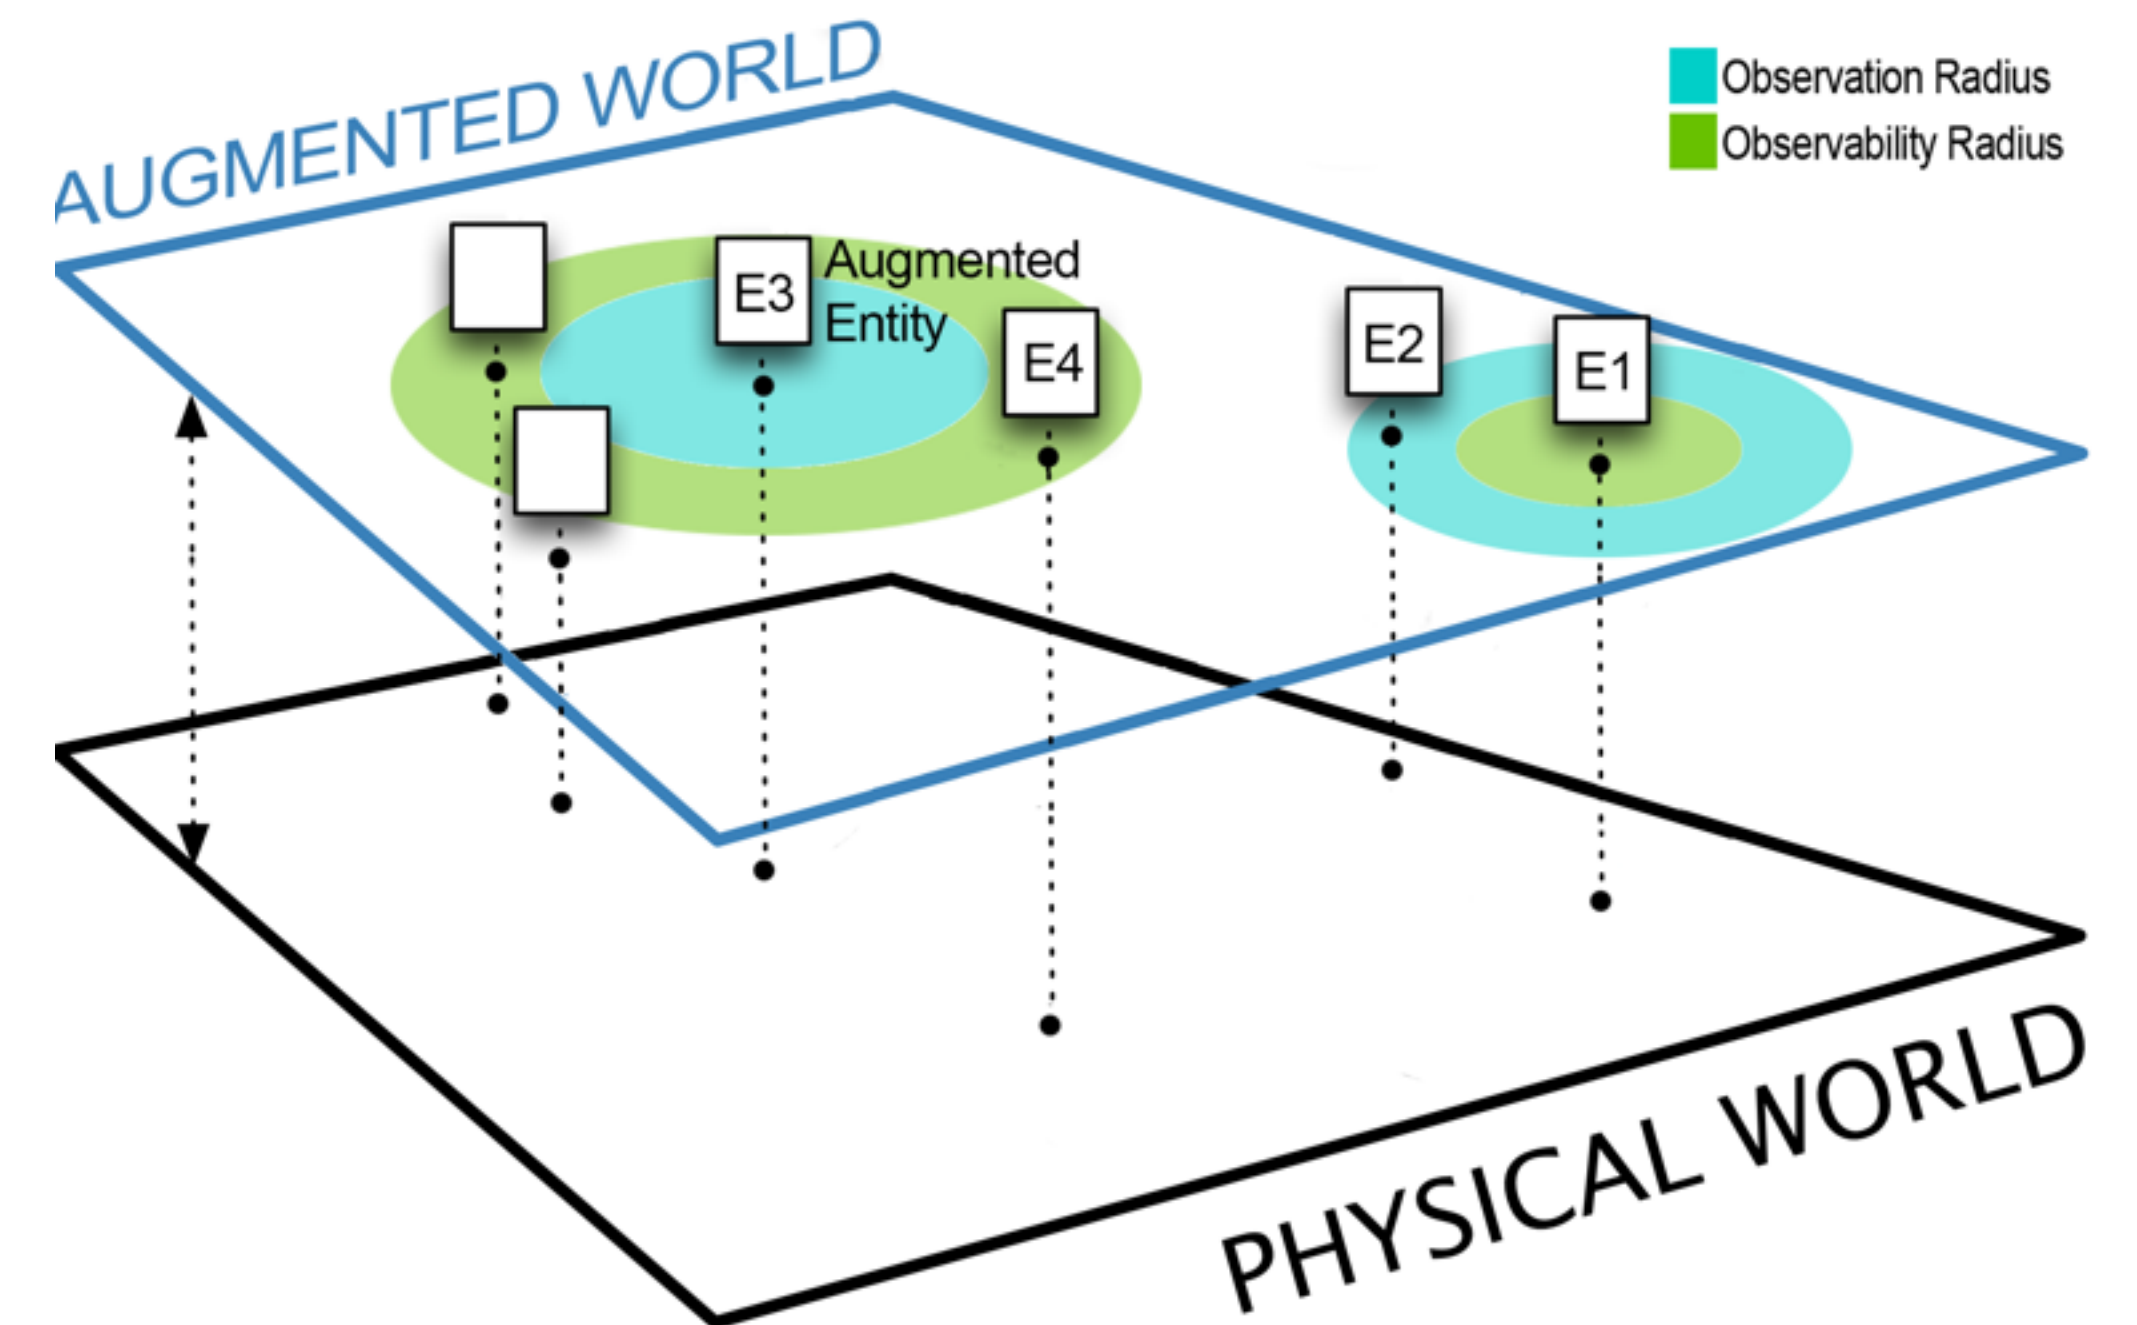 AUGMENTED WORLD
Observation Radius
Observability Radius
E3
Augmented
Entity
E4
E2
E1
PHYSICAL WORLD